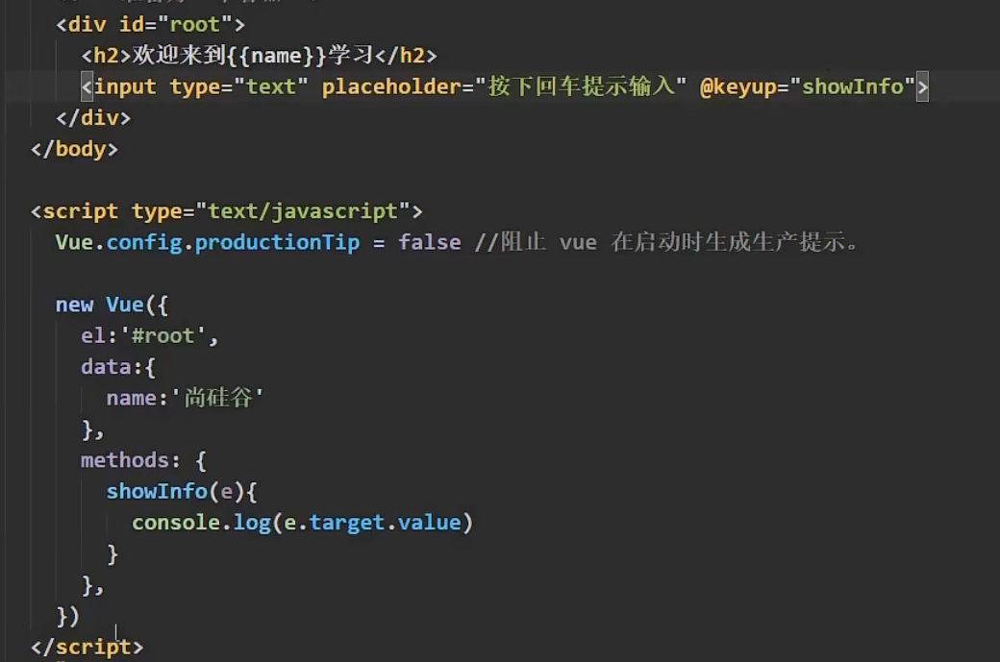 <div id="root">
<h2>欢迎来到{{name}}学习</h2>
<input type="text" placeholder="按下回车提示输入" @keyup="showInfo">
</div>
</body>
<script type="text/javascript">
Vue.config.productionTip = false //阻止 vue 在启动时生成生产提示。
new Vue({
el:'#root',
data:{
name:'尚硅谷'
},
methods: {
showInfo(e){
console.log(e.target.value)
}
},
})
</script>